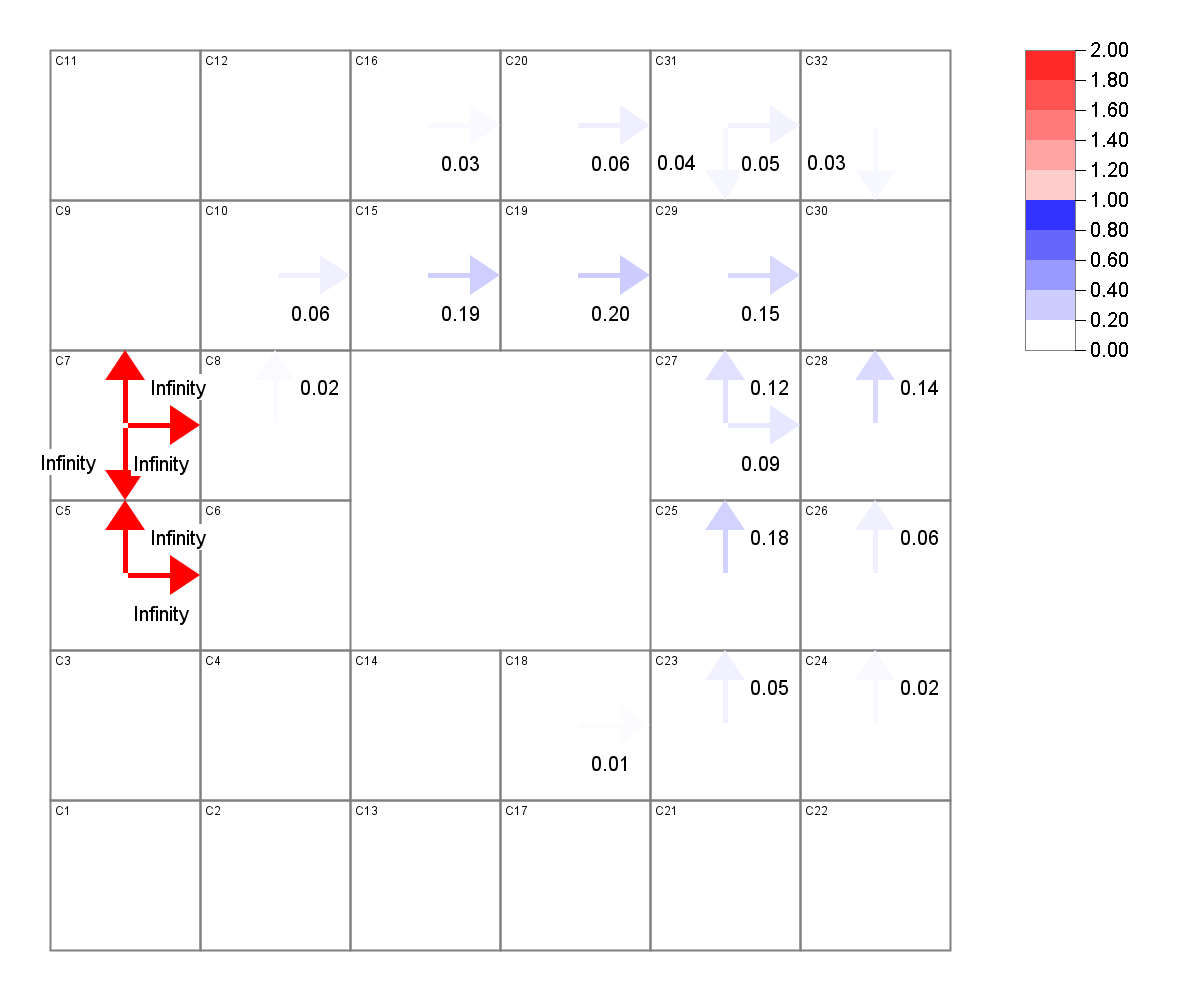 C11 C12 C16 C20 C31 C32
0.03 0.06 0.04 0.05 0.03
C9 C10 C15 C19 C29 C30
0.06 0.19 0.20 0.15
C7 C8 C27 C28
Infinity 0.02 0.12 0.14
Infinity Infinity 0.09
C5 C6 C25 C26
Infinity 0.18 0.06
Infinity
C3 C4 C14 C18 C23 C24
0.05 0.02
0.01
C1 C2 C13 C17 C21 C22
2.00
1.80
1.60
1.40
1.20
1.00
0.80
0.60
0.40
0.20
0.00